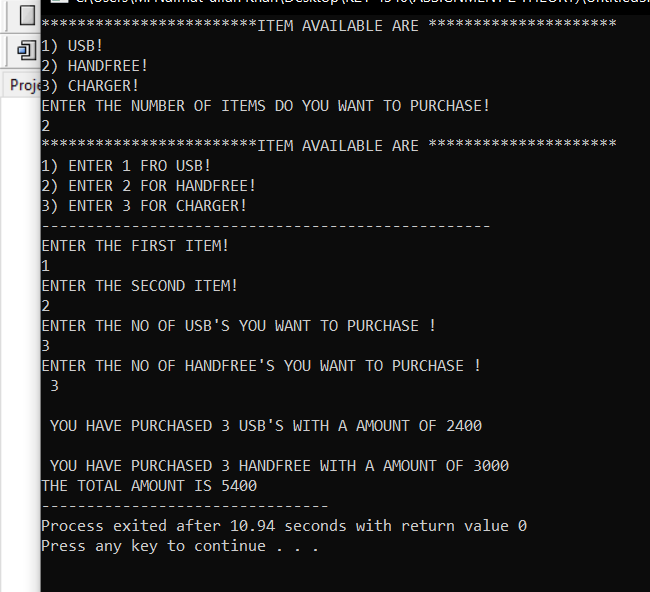 Proje
************************ITEM AVAILABLE ARE *********************
1) USB!
2) HANDFREE!
3) CHARGER!
ENTER THE NUMBER OF ITEMS DO YOU WANT TO PURCHASE!
2
************************ITEM AVAILABLE ARE *********************
1) ENTER 1 FRO USB!
2) ENTER 2 FOR HANDFREE!
3) ENTER 3 FOR CHARGER!
--------------------------------------------------
ENTER THE FIRST ITEM!
1
ENTER THE SECOND ITEM!
2
ENTER THE NO OF USB'S YOU WANT TO PURCHASE !
3
ENTER THE NO OF HANDFREE'S YOU WANT TO PURCHASE !
3
YOU HAVE PURCHASED 3 USB'S WITH A AMOUNT OF 2400
YOU HAVE PURCHASED 3 HANDFREE WITH A AMOUNT OF 3000
THE TOTAL AMOUNT IS 5400
--------------------------------
Process exited after 10.94 seconds with return value 0
Press any key to continue . . .